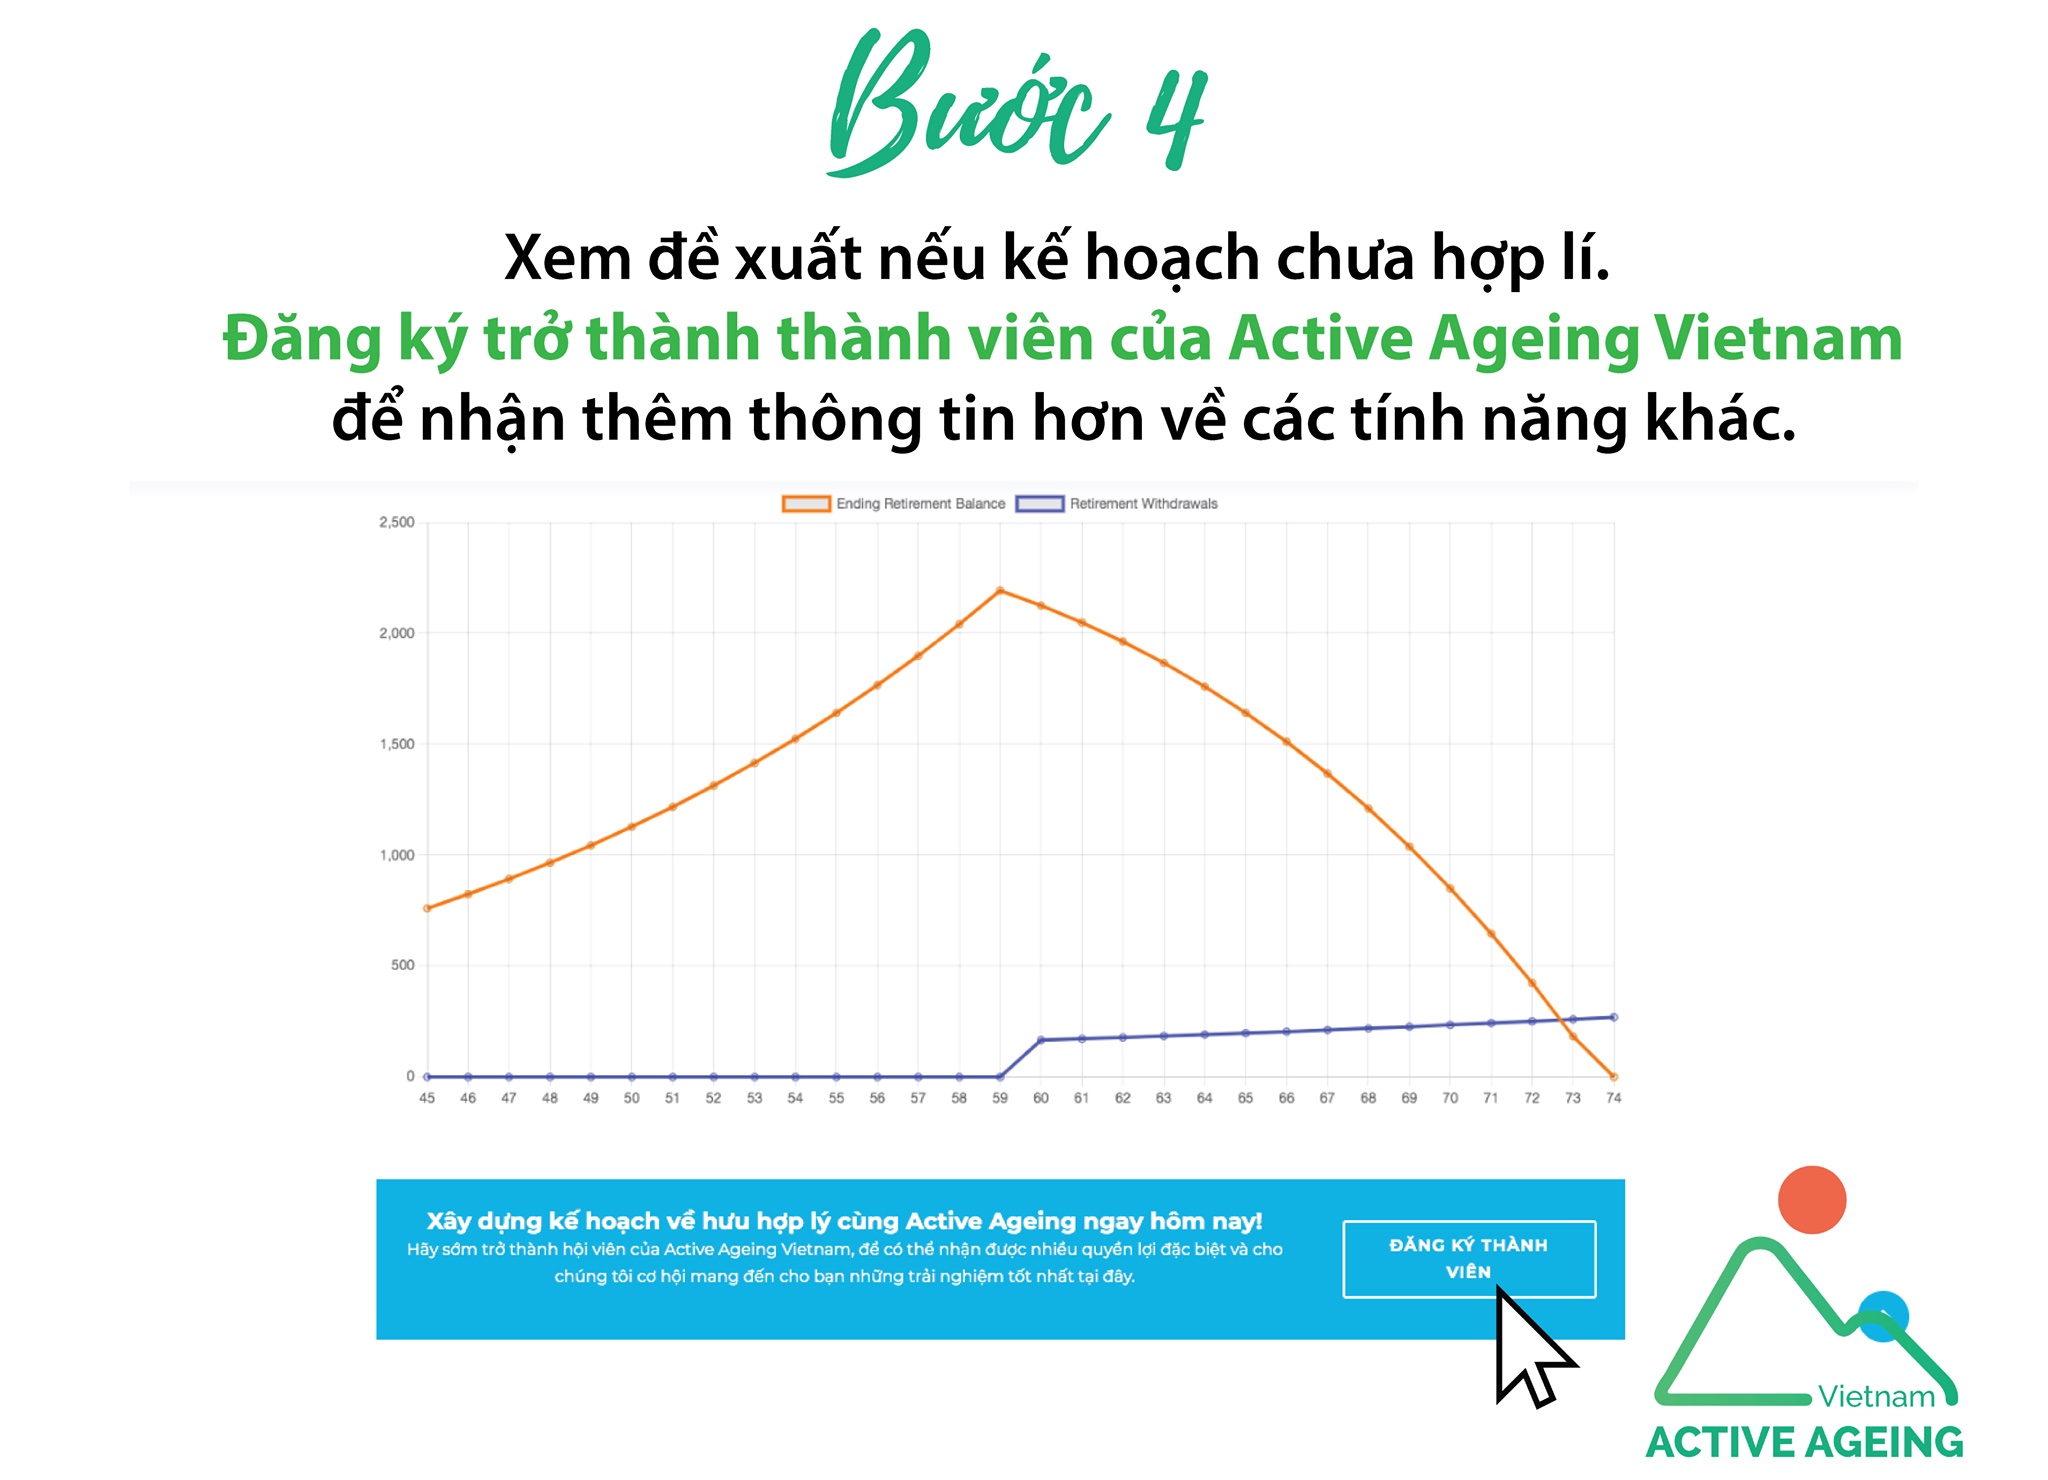 Bước 4
Xem đề xuất nếu kế hoạch chưa hợp lí.
Đăng ký trở thành thành viên của Active Ageing Vietnam
để nhận thêm thông tin hơn về các tính năng khác.
Ending Retirement Balance Retirement Withdrawals
2,500
2,000
1,500
1,000
500
0
45 46 47 48 49 50 51 52 53 54 55 56 57 58 59 60 61 62 63 64 65 66 67 68 69 70 71 72 73 74
Xây dựng kế hoạch về hưu hợp lý cùng Active Ageing ngay hôm nay!
Hãy sớm trở thành hội viên của Active Ageing Vietnam, để có thể nhận được nhiều quyền lợi đặc biệt và cho
chúng tôi cơ hội mang đến cho bạn những trải nghiệm tốt nhất tại đây.
ĐĂNG KÝ THÀNH
VIÊN
Vietnam
ACTIVE AGEING